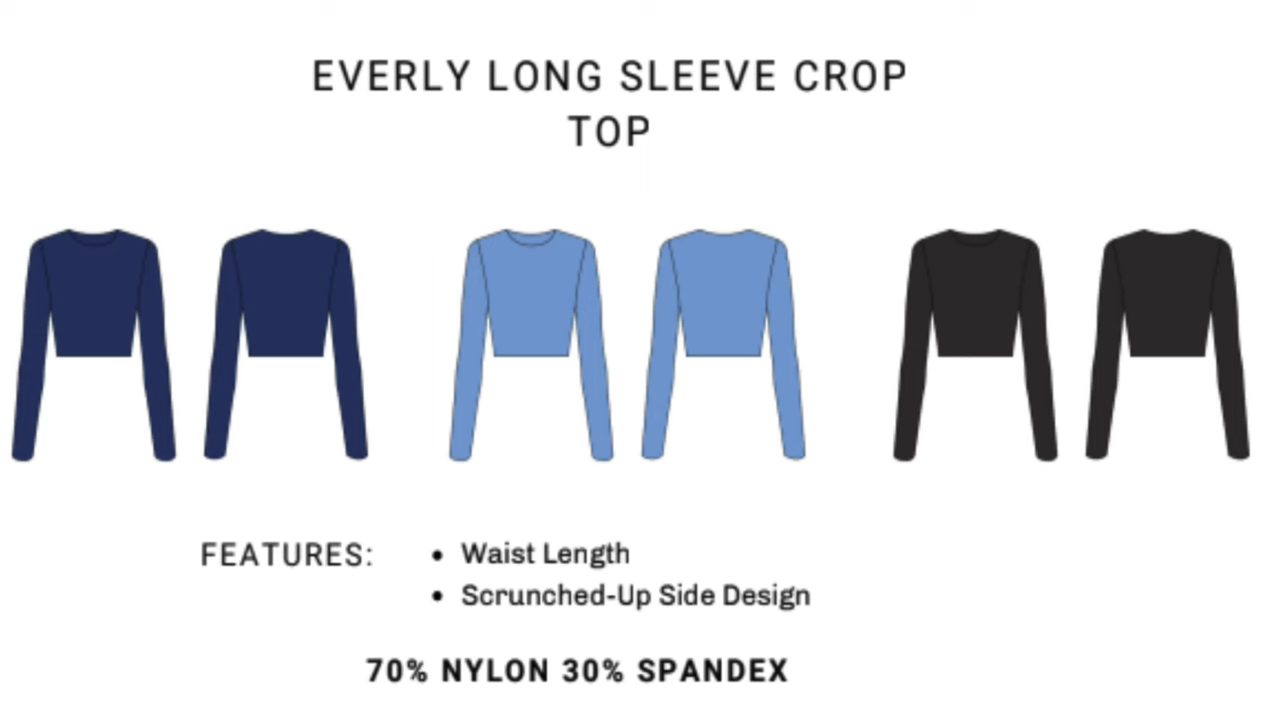 EVERLY LONG SLEEVE CROP
TOP
FEATURES:
• Waist Length
• Scrunched-Up Side Design
70% NYLON 30% SPANDEX